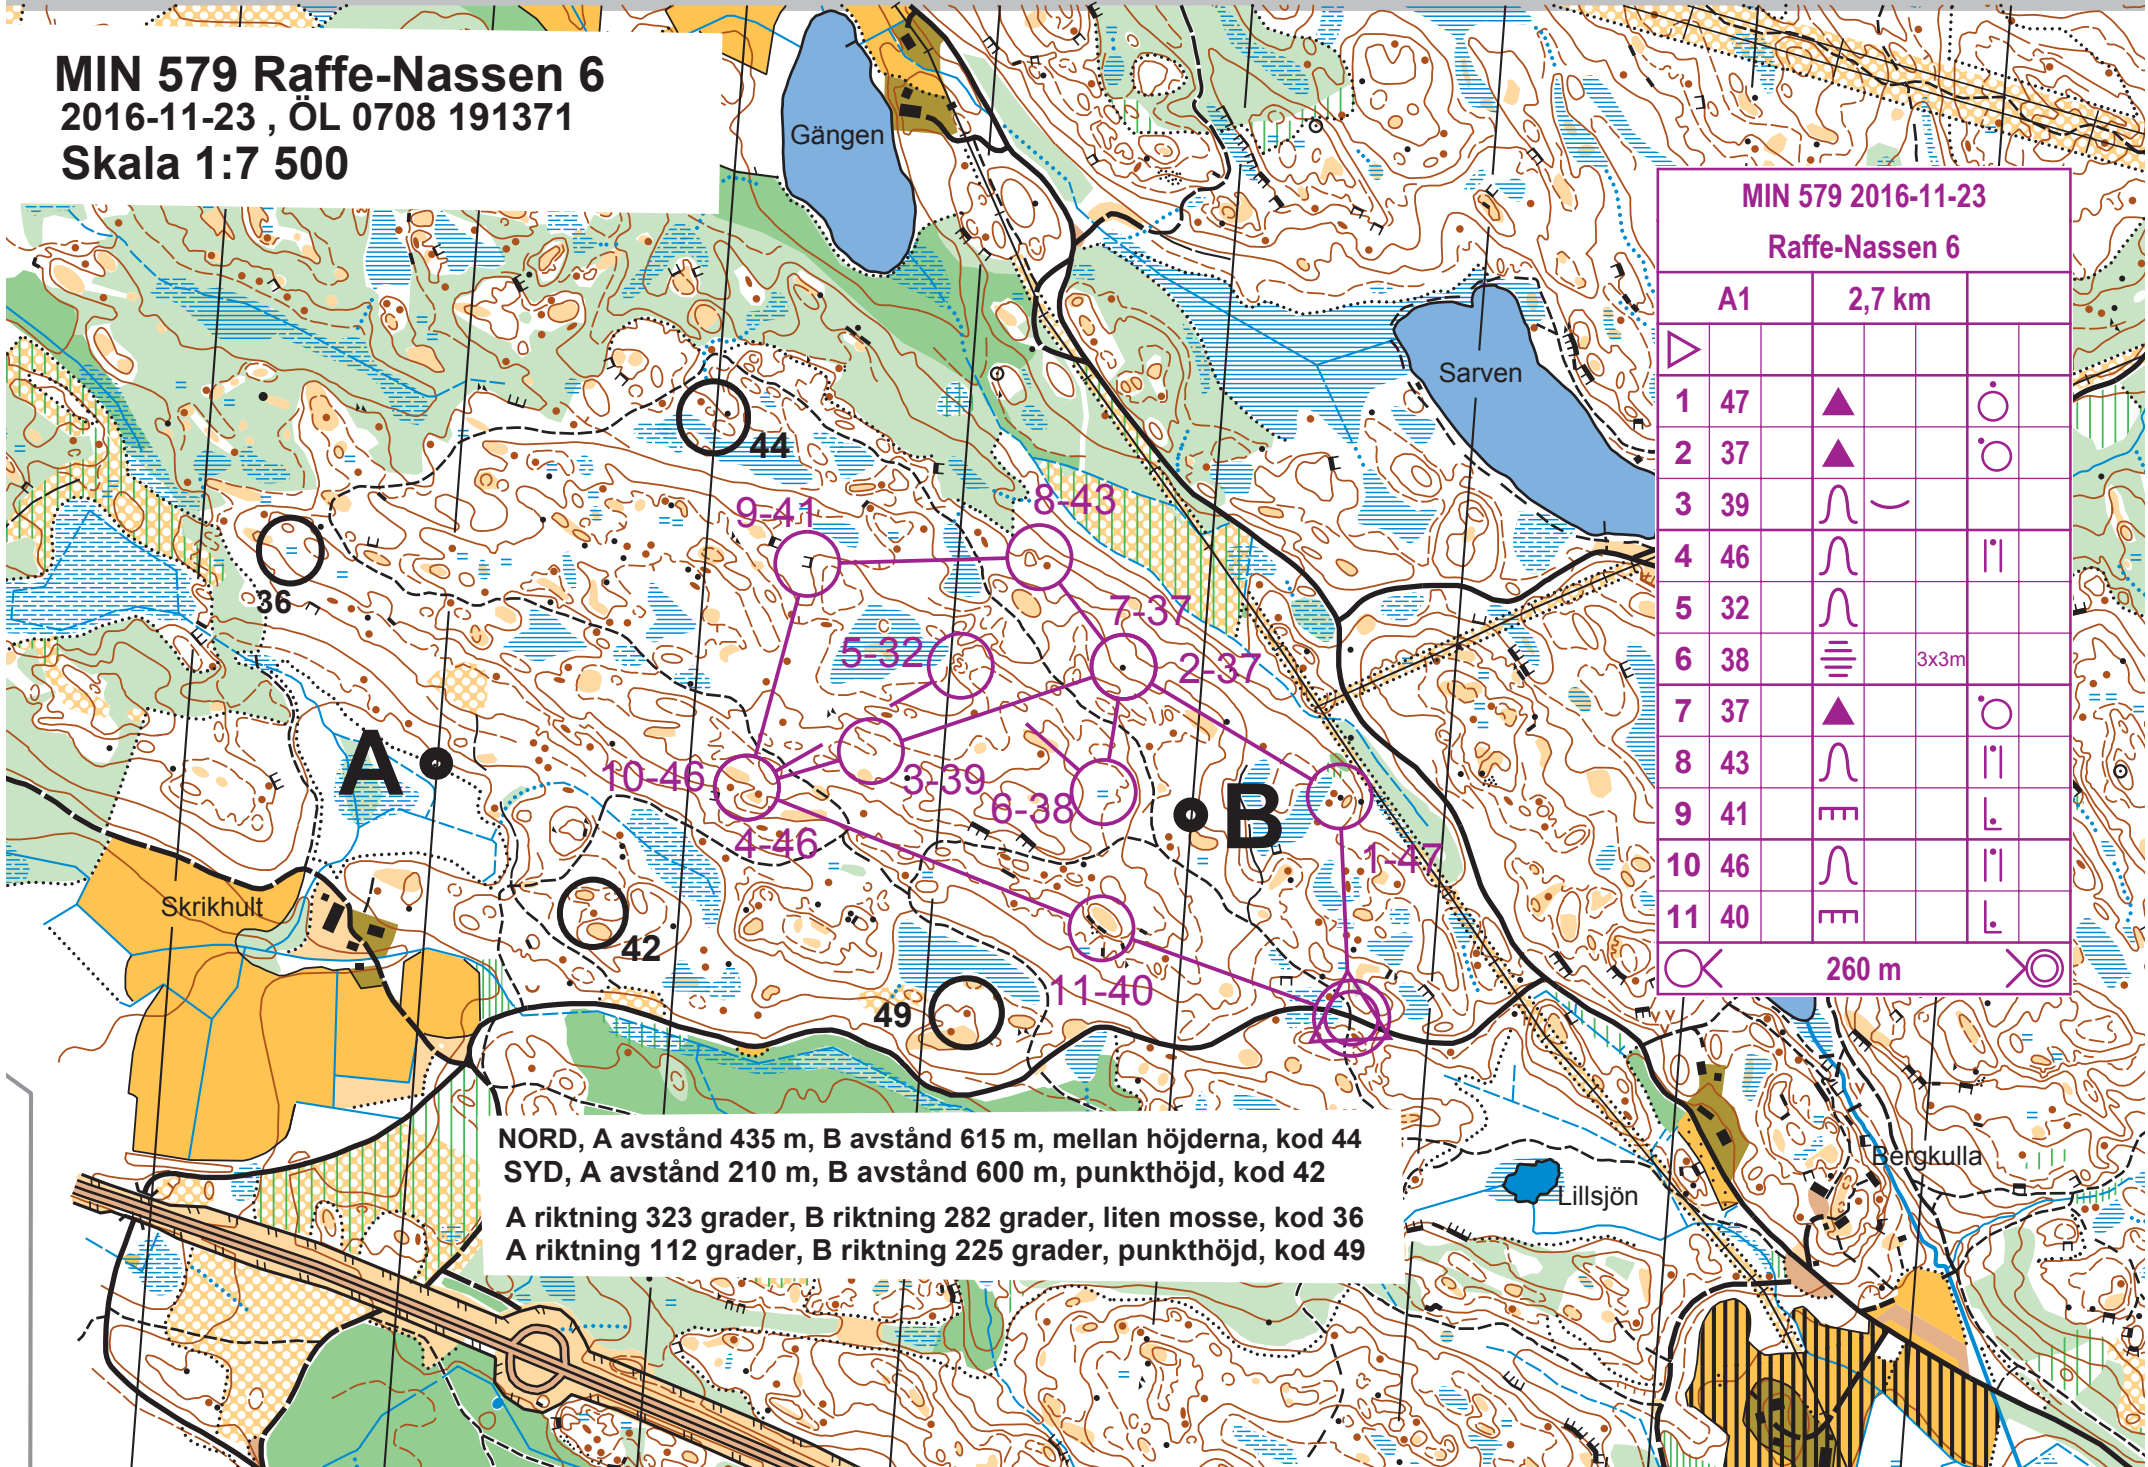 MIN 579 Raffe-Nassen 6
2016-11-23 , ÖL 0708 191371
Skala 1:7 500
Gängen
Sarven
MIN 579 2016-11-23
Raffe-Nassen 6
A1 2,7 km
1 47
2 37
3 39
4 46
5 32
6 38 3x3m
7 37
8 43
9 41
10 46
11 40
260 m
44
36
9-41
8-43
7-37
5-32
2-37
A
10-46
3-39
6-38
B
4-46
1-47
Skrikhult
42
11-40
49
NORD, A avstånd 435 m, B avstånd 615 m, mellan höjderna, kod 44
SYD, A avstånd 210 m, B avstånd 600 m, punkthöjd, kod 42
A riktning 323 grader, B riktning 282 grader, liten mosse, kod 36
A riktning 112 grader, B riktning 225 grader, punkthöjd, kod 49
Bergkulla
Lillsjön